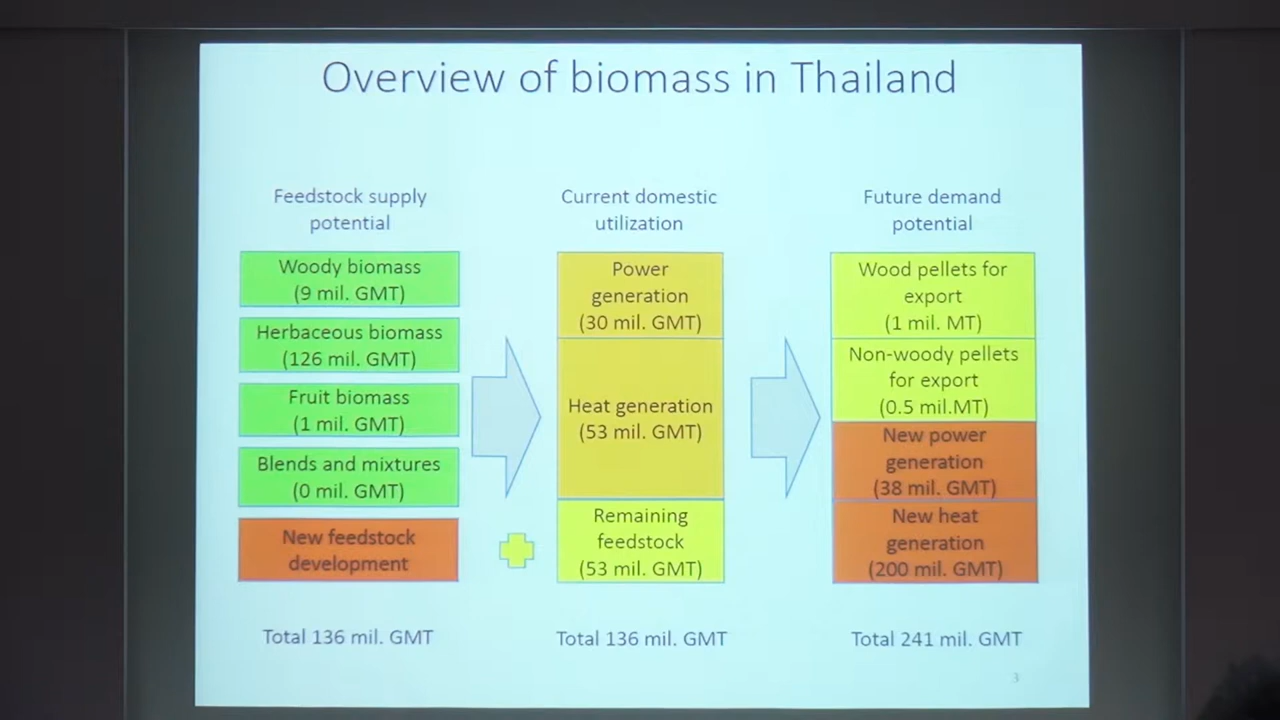 Overview of biomass in Thailand
Feedstock supply
potential
Woody biomass
(9 mil. GMT)
Herbaceous biomass
(126 mil. GMT)
Fruit biomass
(1 mil. GMT)
Blends and mixtures
(0 mil. GMT)
New feedstock
development
Total 136 mil. GMT
Current domestic
utilization
Power
generation
(30 mil. GMT)
Heat generation
(53 mil. GMT)
Remaining
feedstock
(53 mil. GMT)
Total 136 mil. GMT
Future demand
potential
Wood pellets for
export
(1 mil. MT)
Non-woody pellets
for export
(0.5 mil.MT)
New power
generation
(38 mil. GMT)
New heat
generation
(200 mil. GMT)
Total 241 mil. GMT
3